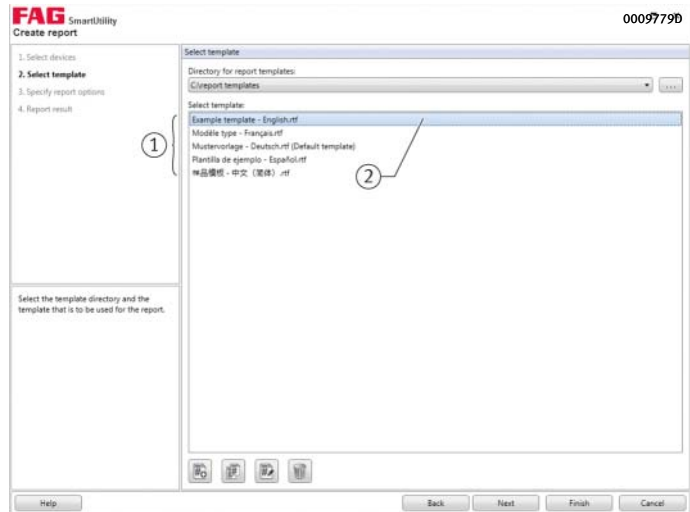 FAG SmartUtility
0009779D
Create report
1. Select devices
2. Select template
3. Specify report options
4. Report result
Select the template directory and the
template that is to be used for the report.
Select template
Directory for report templates:
C:\report templates
...
Select template:
Example template - English.rtf
Modèle type - Français.rtf
Mustervorlage - Deutsch.rtf (Default template)
Plantilla de ejemplo - Español.rtf
样品模板 - 中文（简体）.rtf
1
2
Help
Back
Next
Finish
Cancel